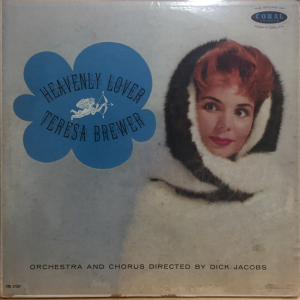 CORAL
HEAVENLY LOVER
TERESA BREWER
ORCHESTRA AND CHORUS DIRECTED BY DICK JACOBS